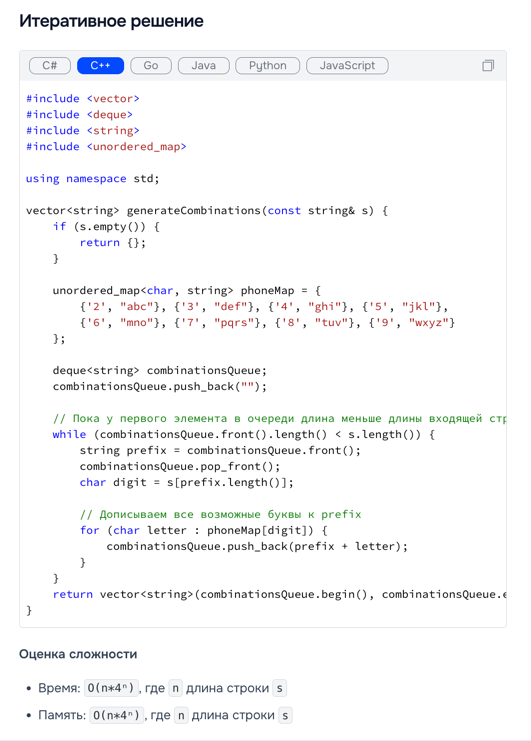 Итеративное решение
C# C++ Go Java Python JavaScript
#include <vector>
#include <deque>
#include <string>
#include <unordered_map>
using namespace std;
vector<string> generateCombinations(const string& s) {
    if (s.empty()) {
        return {};
    }
    unordered_map<char, string> phoneMap = {
        {'2', "abc"}, {'3', "def"}, {'4', "ghi"}, {'5', "jkl"},
        {'6', "mno"}, {'7', "pqrs"}, {'8', "tuv"}, {'9', "wxyz"}
    };
    deque<string> combinationsQueue;
    combinationsQueue.push_back("");
    // Пока у первого элемента в очереди длина меньше длины входящей стр
    while (combinationsQueue.front().length() < s.length()) {
        string prefix = combinationsQueue.front();
        combinationsQueue.pop_front();
        char digit = s[prefix.length()];
        // Дописываем все возможные буквы к prefix
        for (char letter : phoneMap[digit]) {
            combinationsQueue.push_back(prefix + letter);
        }
    }
    return vector<string>(combinationsQueue.begin(), combinationsQueue.e
}
Оценка сложности
• Время: O(n*4ⁿ), где n длина строки s
• Память: O(n*4ⁿ), где n длина строки s